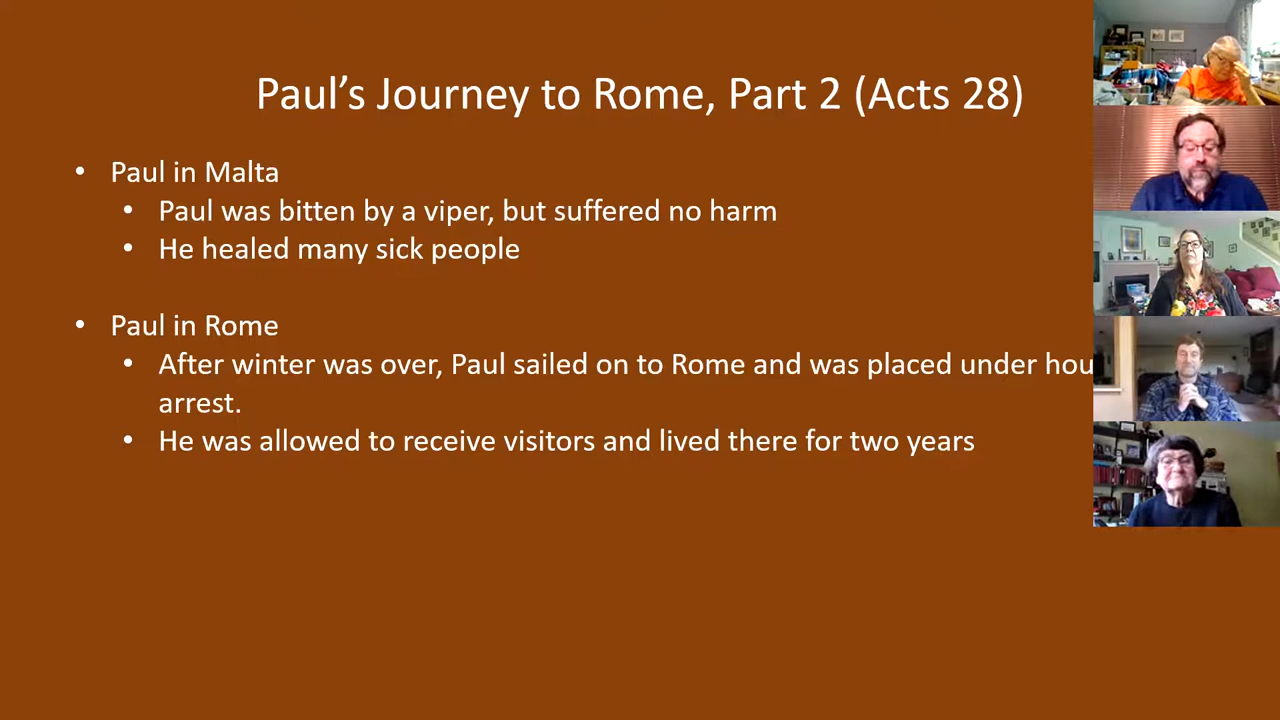 Paul’s Journey to Rome, Part 2 (Acts 28)
• Paul in Malta
• Paul was bitten by a viper, but suffered no harm
• He healed many sick people
• Paul in Rome
• After winter was over, Paul sailed on to Rome and was placed under hou
arrest.
• He was allowed to receive visitors and lived there for two years